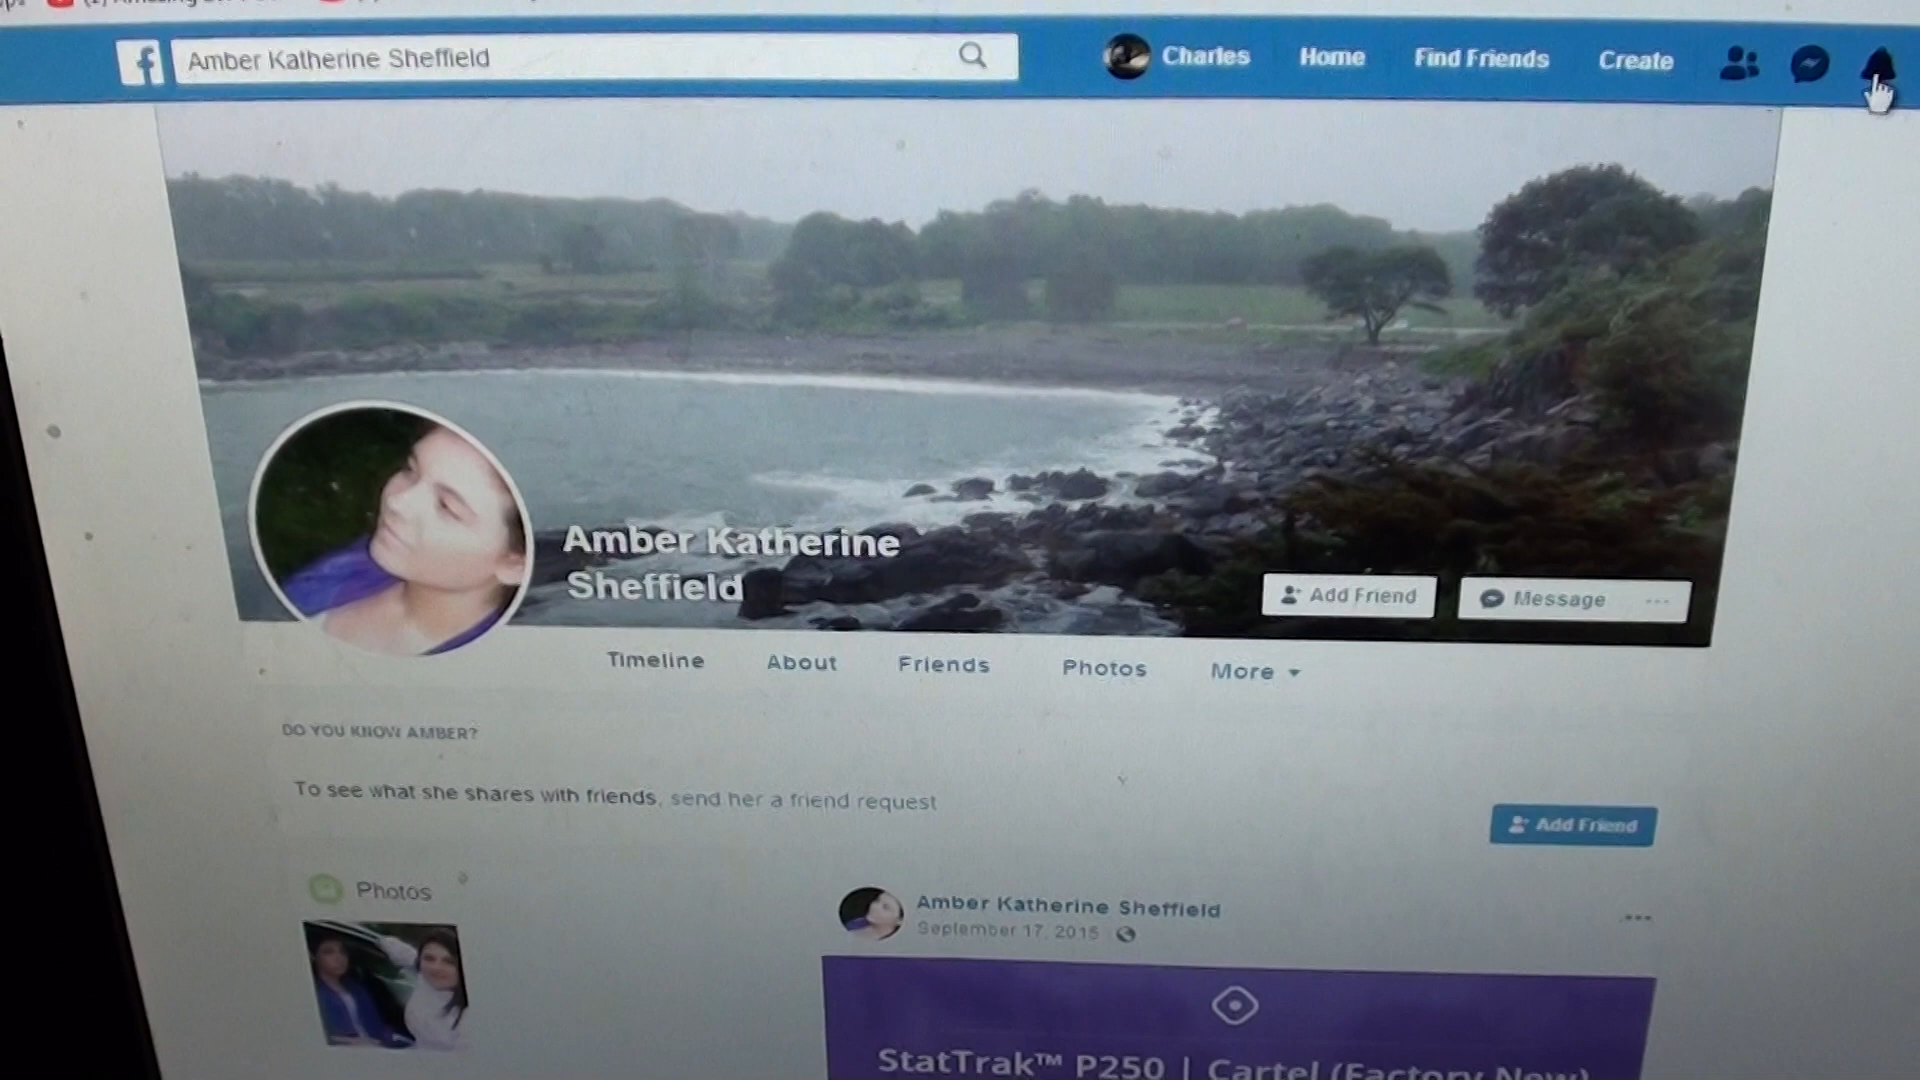 Amber Katherine Sheffield
Charles Home Find Friends Create
Amber Katherine
Sheffield
Add Friend Message
Timeline About Friends Photos More
DO YOU KNOW AMBER?
To see what she shares with friends, send her a friend request
Add Friend
Photos
Amber Katherine Sheffield
September 17, 2015
StatTrak™ P250 | Cartel (Factory New)